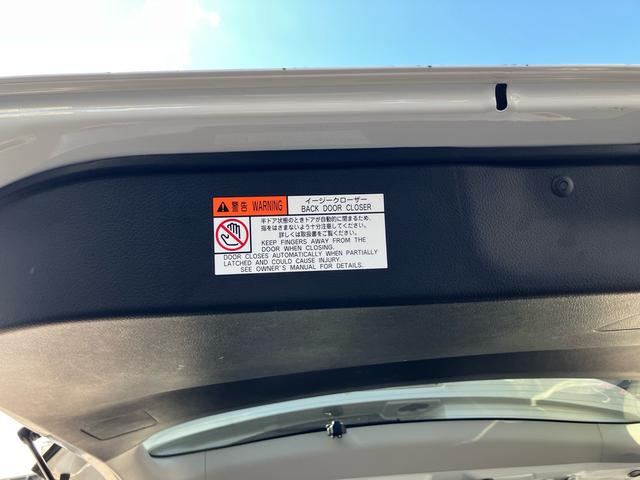 警告 WARNING
イージークローザー
BACK DOOR CLOSER
半ドア状態のときドアが自動的に閉まるため、
指をはさまないよう十分注意してください。
詳しくは取扱書をご覧ください。
KEEP FINGERS AWAY FROM THE
DOOR WHEN CLOSING.
DOOR CLOSES AUTOMATICALLY WHEN PARTIALLY
LATCHED AND COULD CAUSE INJURY.
SEE OWNER'S MANUAL FOR DETAILS.